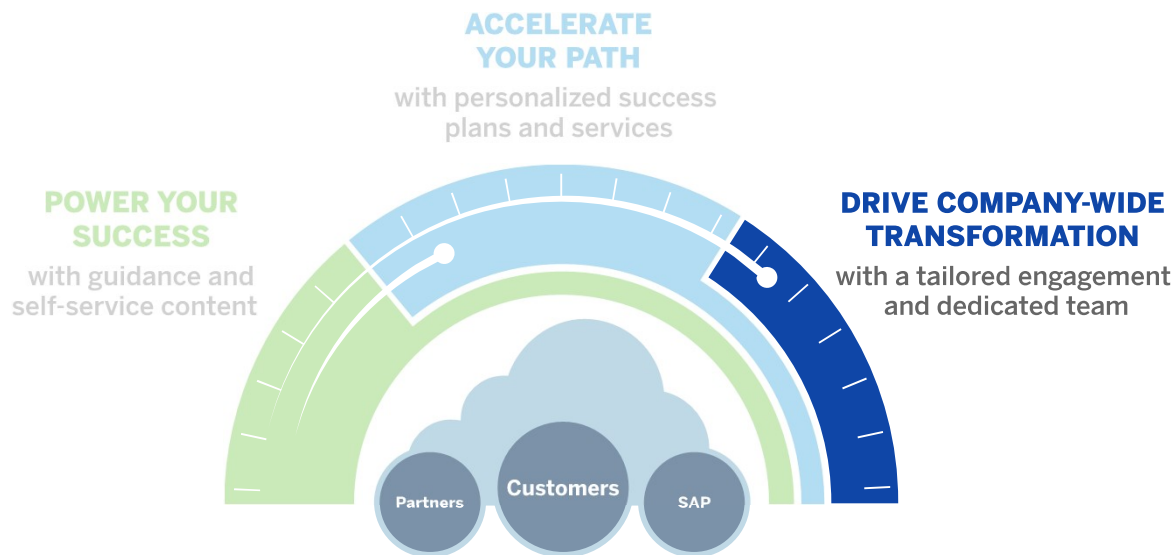 ACCELERATE
YOUR PATH
with personalized success
plans and services
POWER YOUR
SUCCESS
with guidance and
self-service content
DRIVE COMPANY-WIDE
TRANSFORMATION
with a tailored engagement
and dedicated team
Partners
Customers
SAP